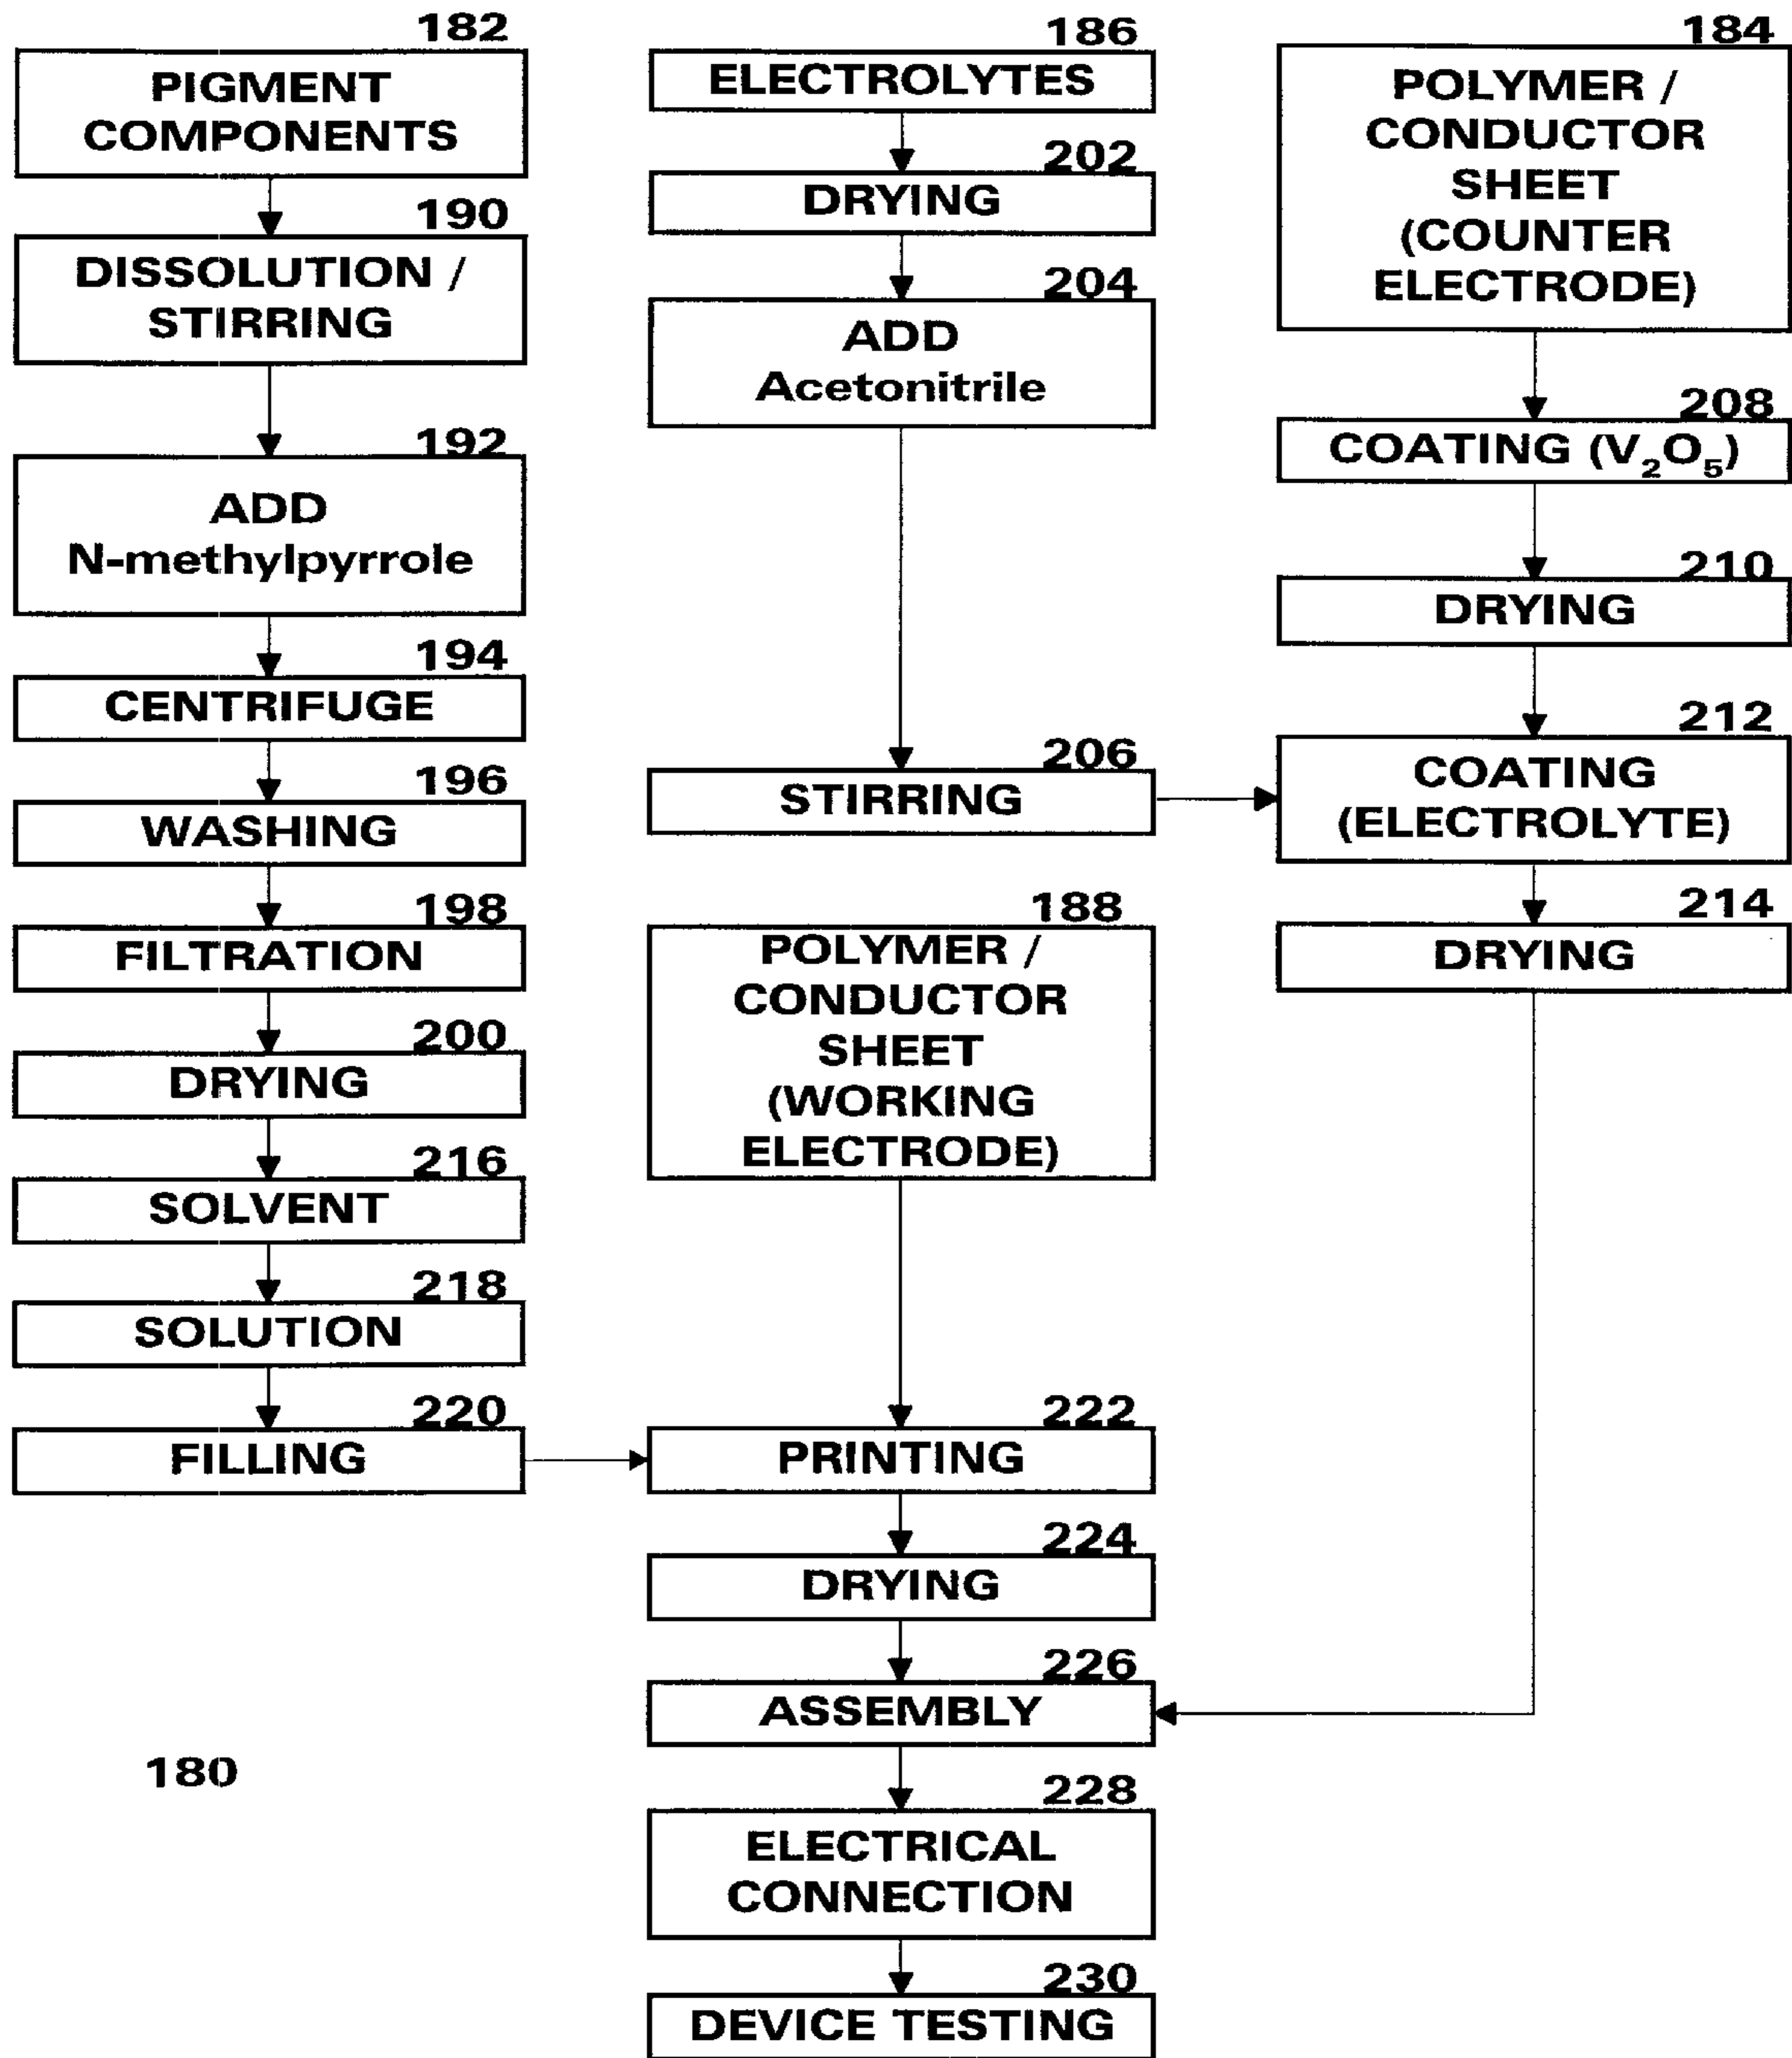 182
PIGMENT
COMPONENTS
190
DISSOLUTION /
STIRRING
192
ADD
N-methylpyrrole
194
CENTRIFUGE
196
WASHING
198
FILTRATION
200
DRYING
216
SOLVENT
218
SOLUTION
220
FILLING
180
186
ELECTROLYTES
202
DRYING
204
ADD
Acetonitrile
206
STIRRING
188
POLYMER /
CONDUCTOR
SHEET
(WORKING
ELECTRODE)
222
PRINTING
224
DRYING
226
ASSEMBLY
228
ELECTRICAL
CONNECTION
230
DEVICE TESTING
184
POLYMER /
CONDUCTOR
SHEET
(COUNTER
ELECTRODE)
208
COATING (V₂O₅)
210
DRYING
212
COATING
(ELECTROLYTE)
214
DRYING